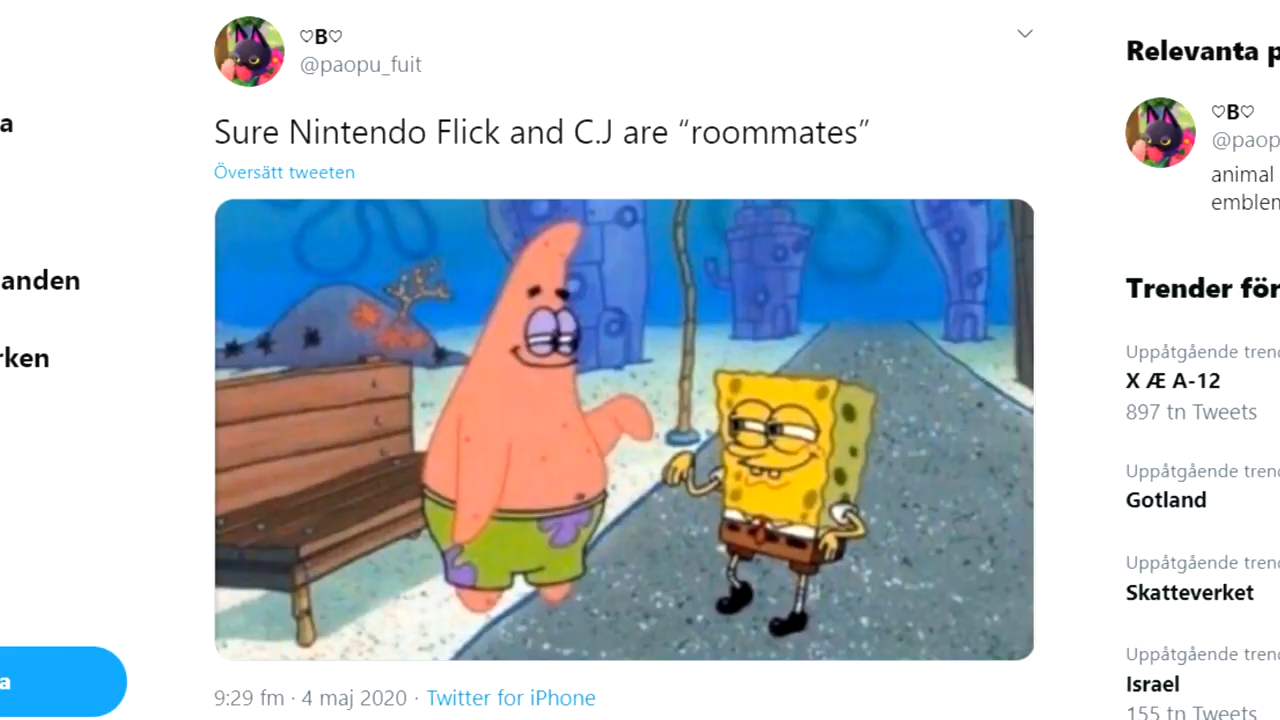 a
anden
rken
a
♡B♡
@paopu_fuit
Sure Nintendo Flick and C.J are “roommates”
Översätt tweeten
9:29 fm · 4 maj 2020 · Twitter for iPhone
Relevanta p
♡B♡
@paop
animal
emblem
Trender för
Uppåtgående trend
X Æ A-12
897 tn Tweets
Uppåtgående trend
Gotland
Uppåtgående trend
Skatteverket
Uppåtgående trend
Israel
155 tn Tweets